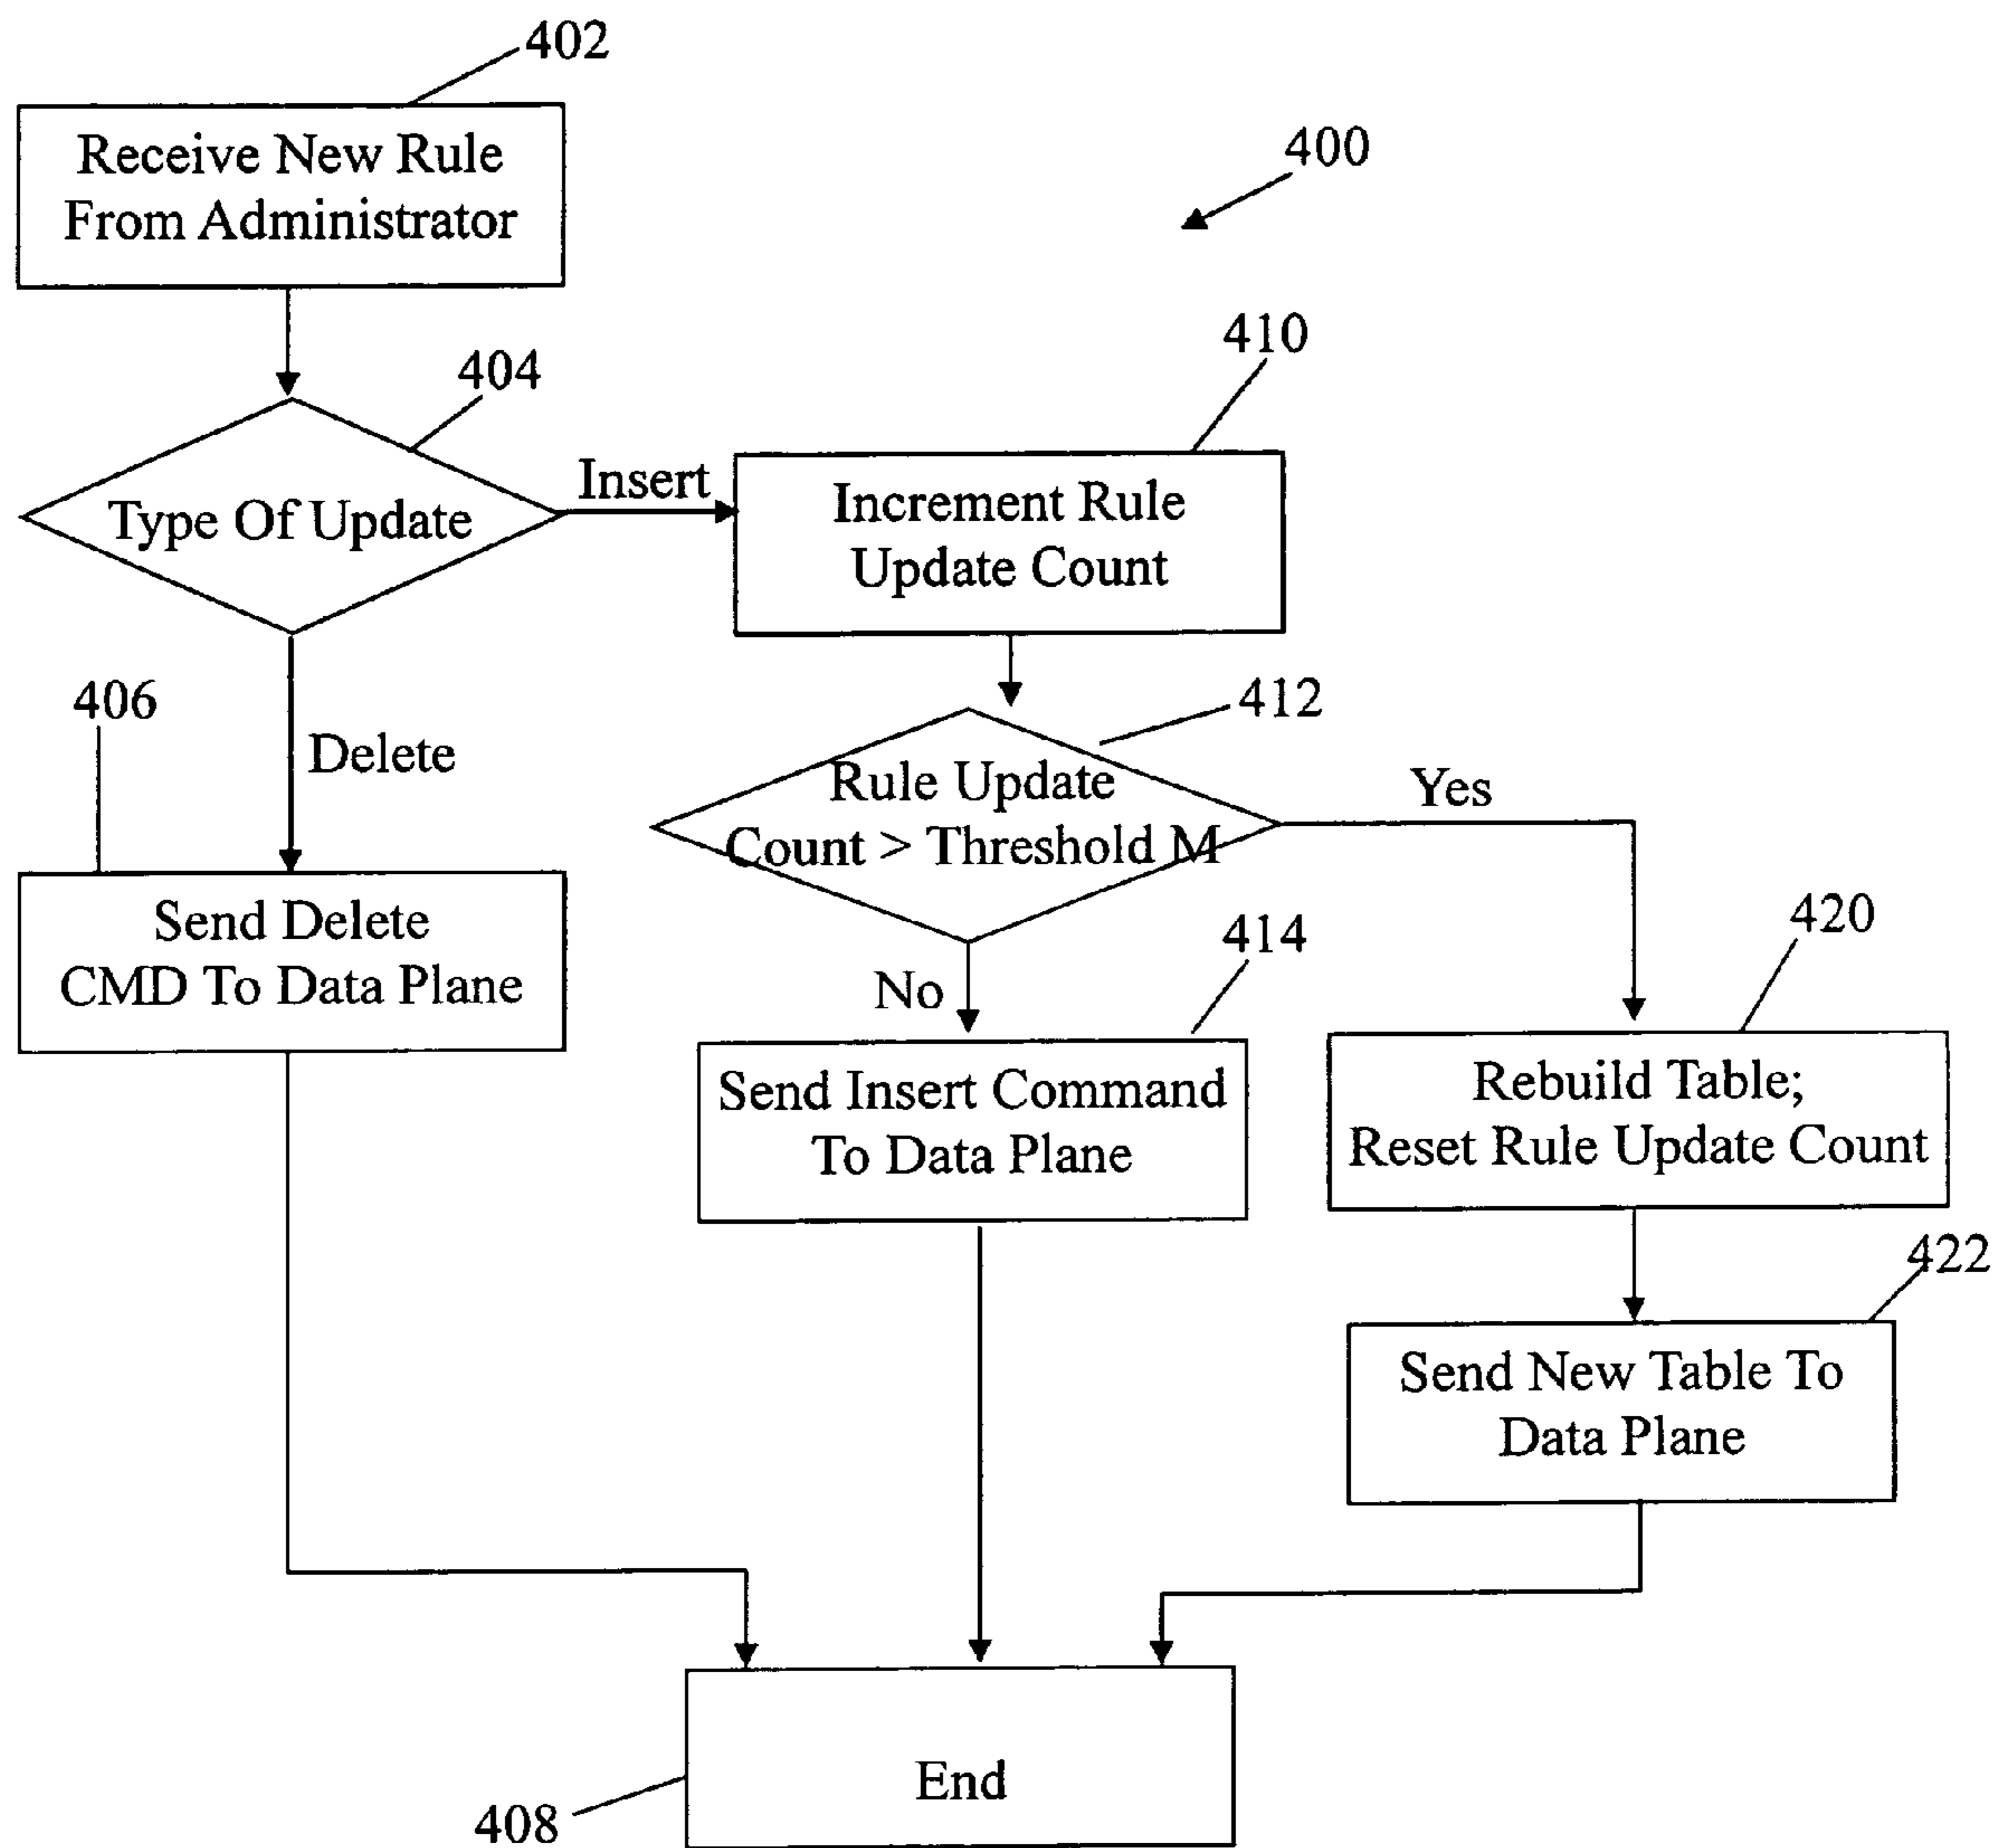 402
Receive New Rule
From Administrator
400
404
Type Of Update
Insert
410
Increment Rule
Update Count
406
Delete
412
Rule Update
Count > Threshold M
Yes
Send Delete
CMD To Data Plane
No
414
Send Insert Command
To Data Plane
420
Rebuild Table;
Reset Rule Update Count
422
Send New Table To
Data Plane
End
408